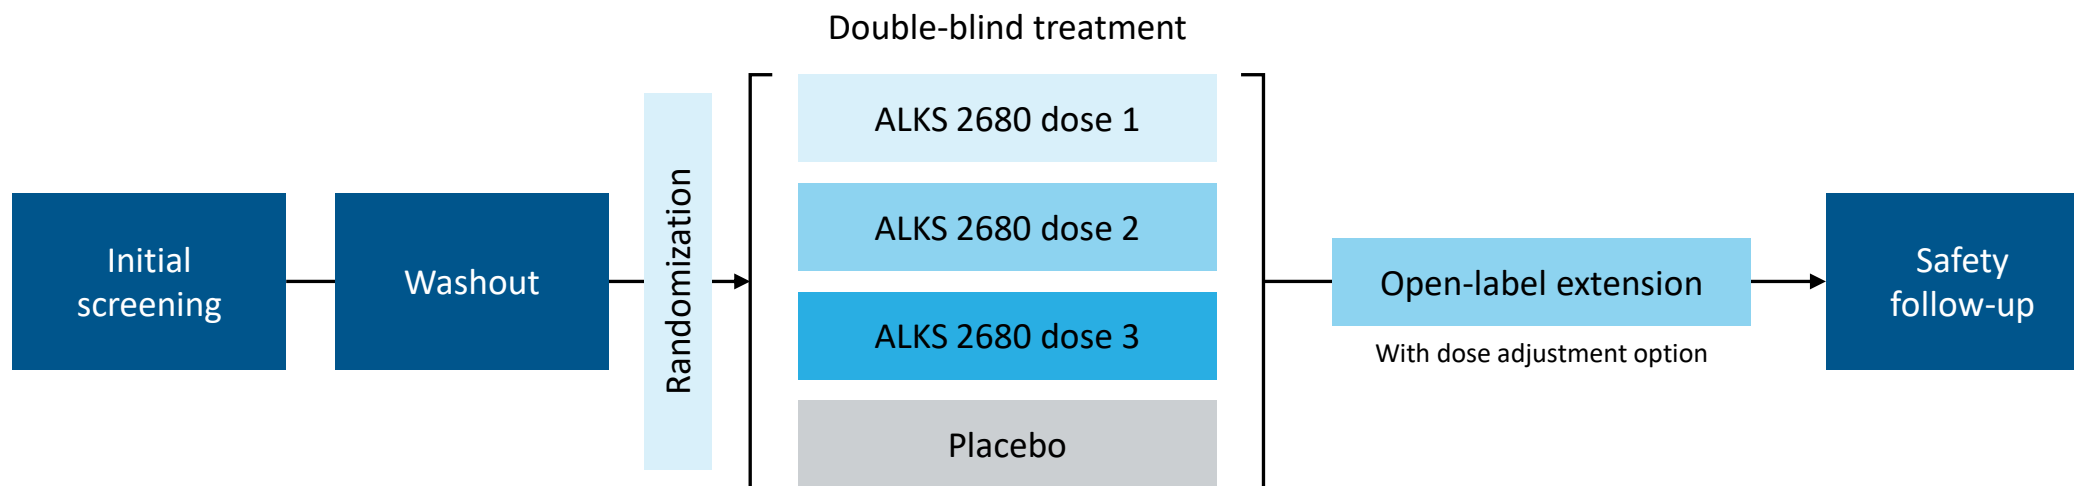 Double-blind treatment
Initial
screening
Washout
Randomization
ALKS 2680 dose 1
ALKS 2680 dose 2
ALKS 2680 dose 3
Placebo
Open-label extension
With dose adjustment option
Safety
follow-up